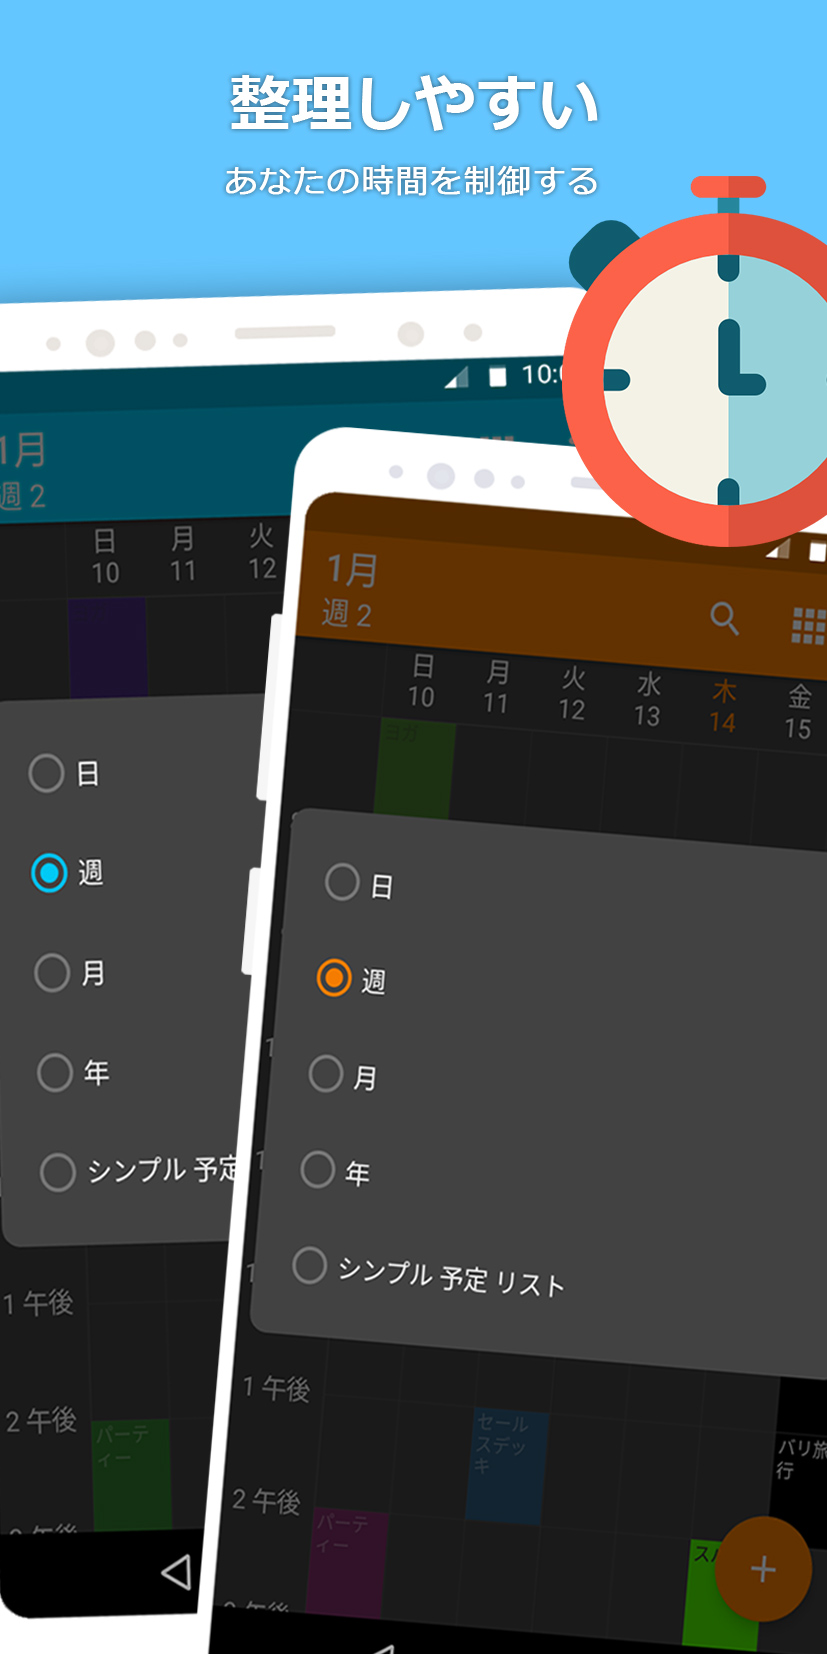 整理しやすい
あなたの時間を制御する
1月
週 2
日 月 火
10 11 12
日
週
月
年
シンプル 予定
1 午後
2 午後
パーテ
ィー
1月
週 2
日 月 火 水 木 金
10 11 12 13 14 15
ヨガ
日
週
月
年
シンプル 予定 リスト
1 午後
セール
スデッ
キ
バリ旅
行
2 午後
パーテ
ィー
+